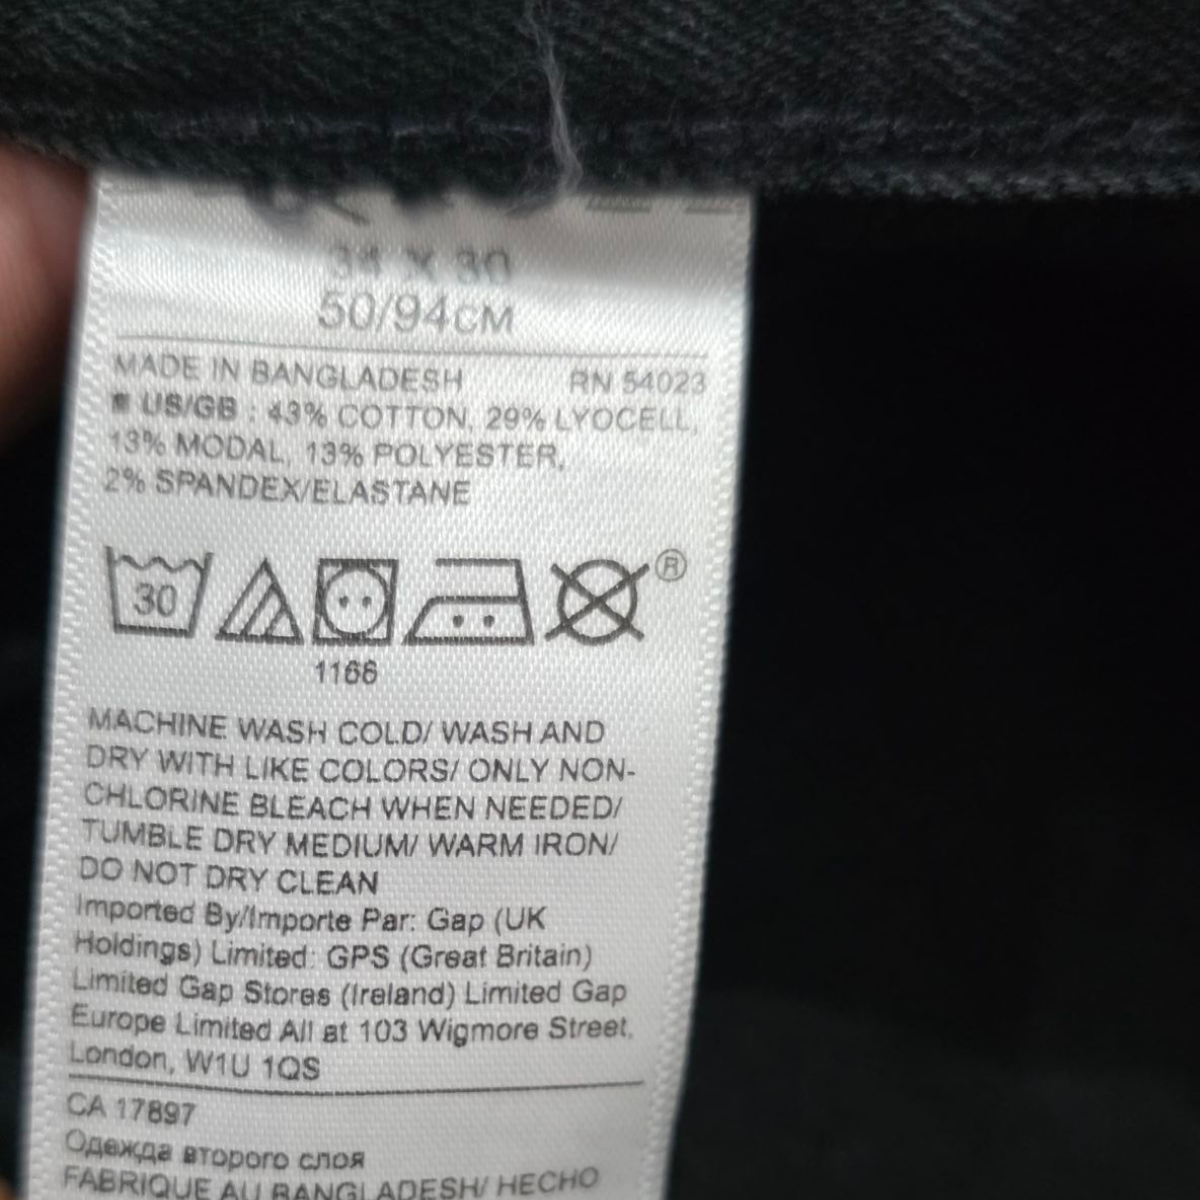 34 X 30
50/94CM
MADE IN BANGLADESH RN 54023
■ US/GB : 43% COTTON, 29% LYOCELL,
13% MODAL, 13% POLYESTER,
2% SPANDEX/ELASTANE
30
®
1166
MACHINE WASH COLD/ WASH AND
DRY WITH LIKE COLORS/ ONLY NON-
CHLORINE BLEACH WHEN NEEDED/
TUMBLE DRY MEDIUM/ WARM IRON/
DO NOT DRY CLEAN
Imported By/Importe Par: Gap (UK
Holdings) Limited: GPS (Great Britain)
Limited Gap Stores (Ireland) Limited Gap
Europe Limited All at 103 Wigmore Street,
London, W1U 1QS
CA 17897
Одежда второго слоя
FABRIQUE AU BANGLADESH/ HECHO